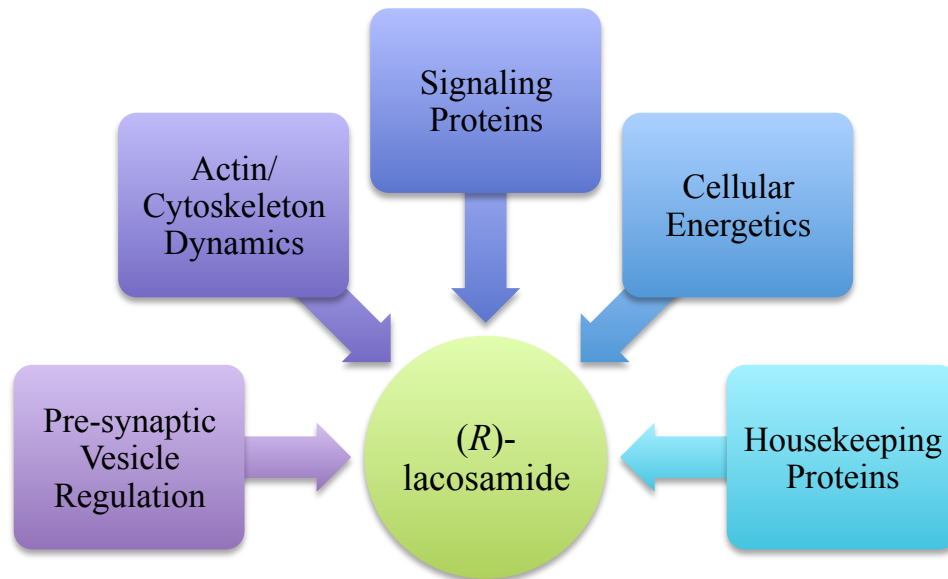 Signaling
Proteins
Actin/
Cytoskeleton
Dynamics
Cellular
Energetics
Pre-synaptic
Vesicle
Regulation
(R)-
lacosamide
Housekeeping
Proteins